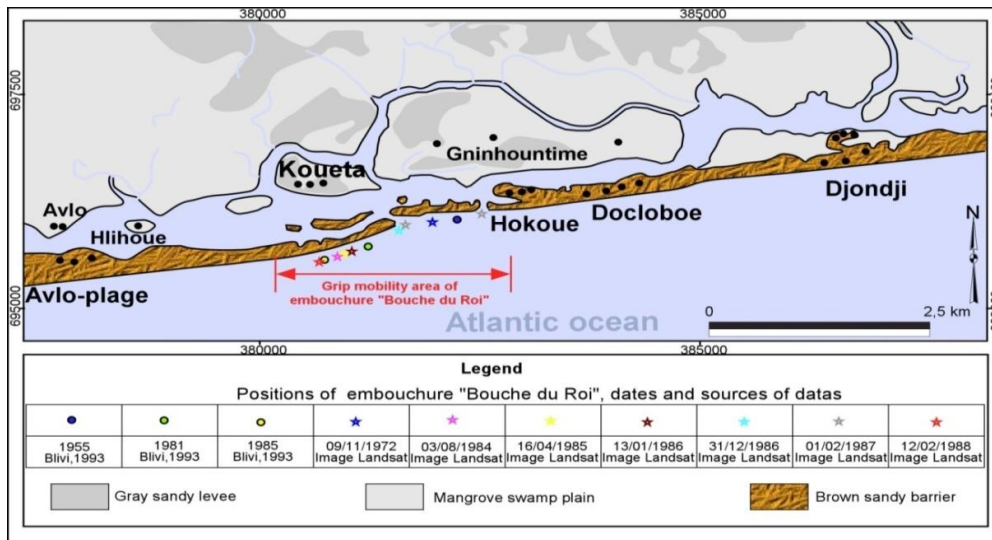 380000
385000
697500
Koueta
Gninhountime
Avlo
Hlihoue
Hokoue
Docloboe
Djondji
N
Avlo-plage
Grip mobility area of
embouchure "Bouche du Roi"
695000
Atlantic ocean
0
2,5 km
380000
385000
Legend
Positions of embouchure "Bouche du Roi", dates and sources of datas
1955
Blivi,1993
1981
Blivi,1993
1985
Blivi,1993
09/11/1972
Image Landsat
03/08/1984
Image Landsat
16/04/1985
Image Landsat
13/01/1986
Image Landsat
31/12/1986
Image Landsat
01/02/1987
Image Landsat
12/02/1988
Image Landsat
Gray sandy levee
Mangrove swamp plain
Brown sandy barrier